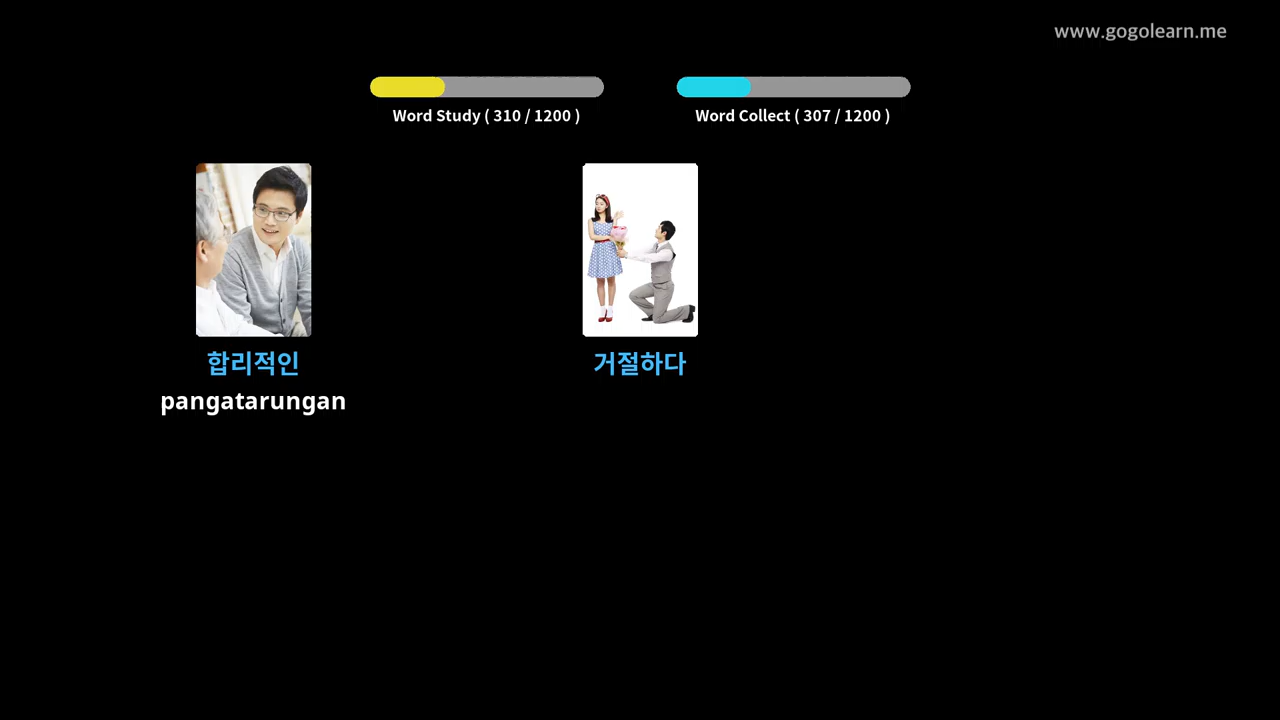 www.gogolearn.me
Word Study ( 310 / 1200 )
Word Collect ( 307 / 1200 )
합리적인
pangatarungan
거절하다